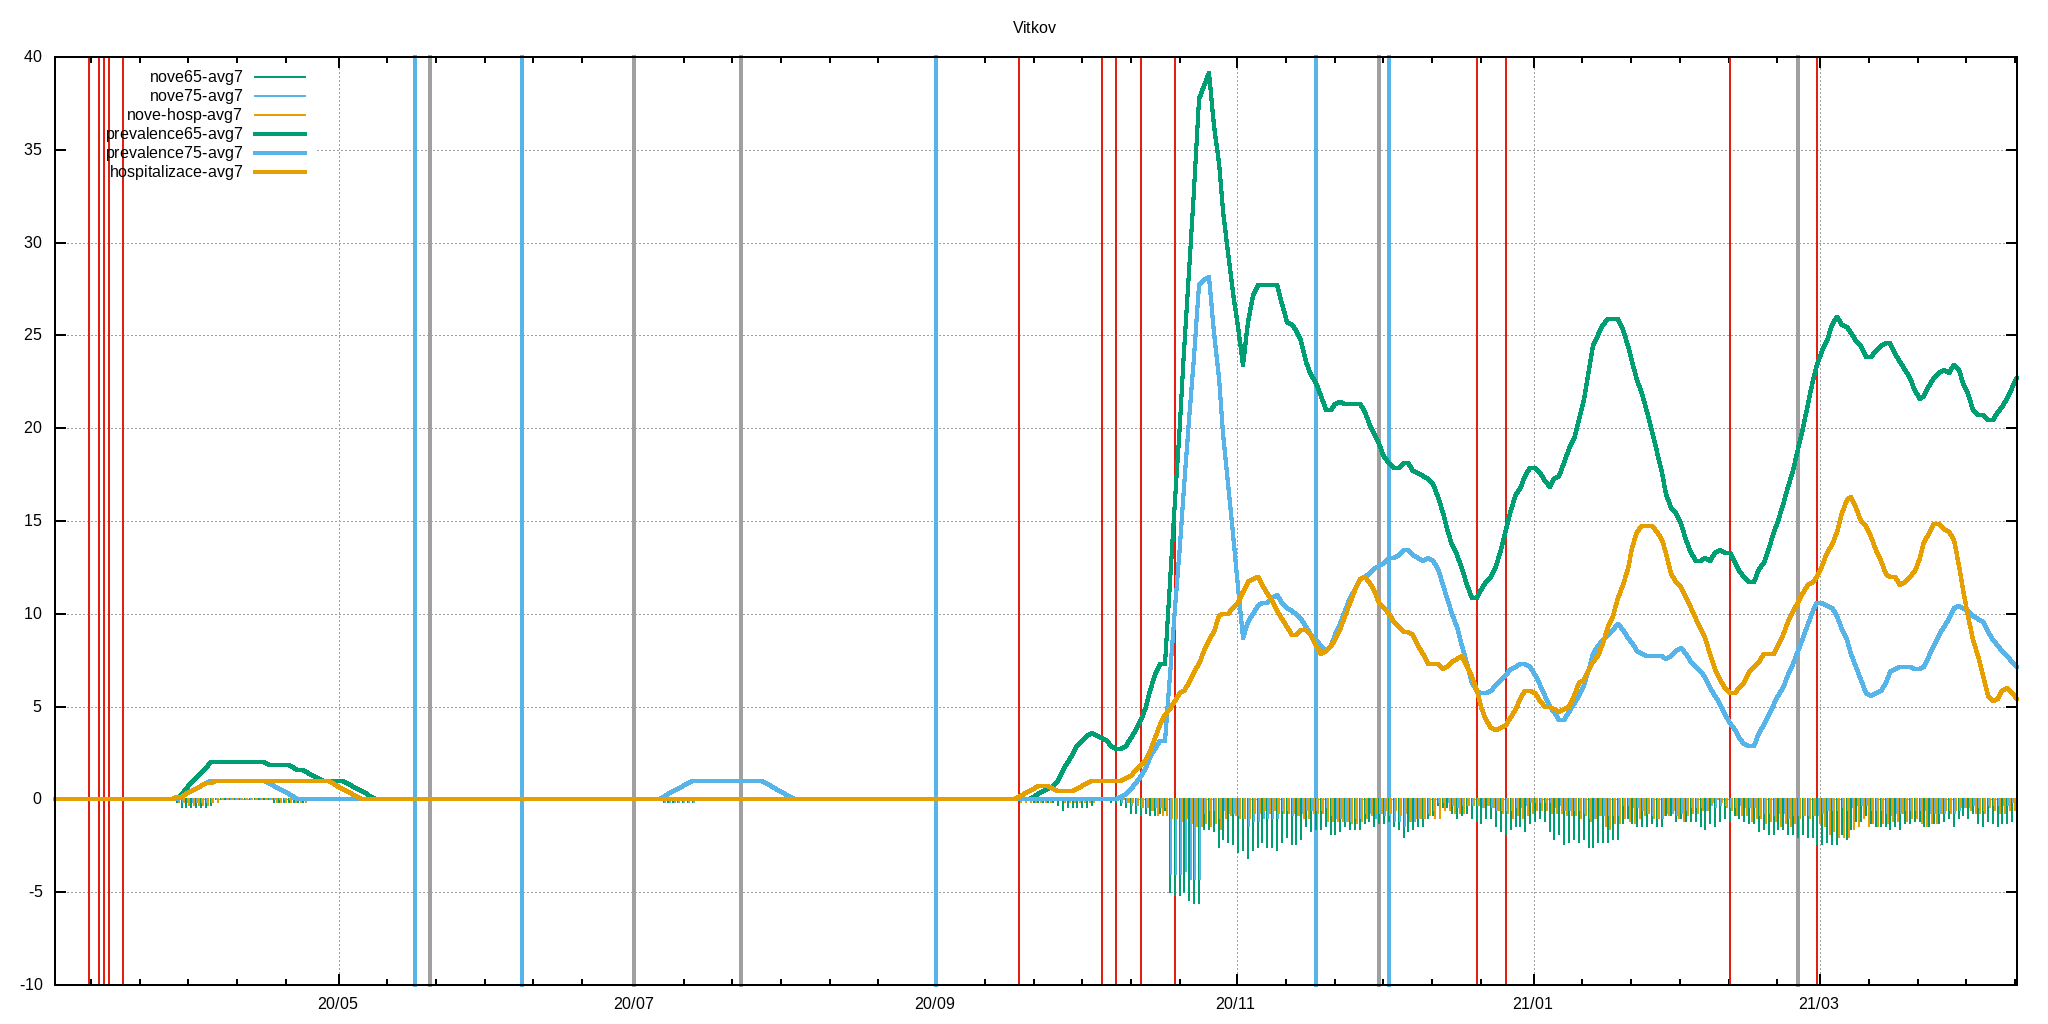 Vitkov
40
35
30
25
20
15
10
5
0
-5
-10
nove65-avg7
nove75-avg7
nove-hosp-avg7
prevalence65-avg7
prevalence75-avg7
hospitalizace-avg7
20/05 20/07 20/09 20/11 21/01 21/03